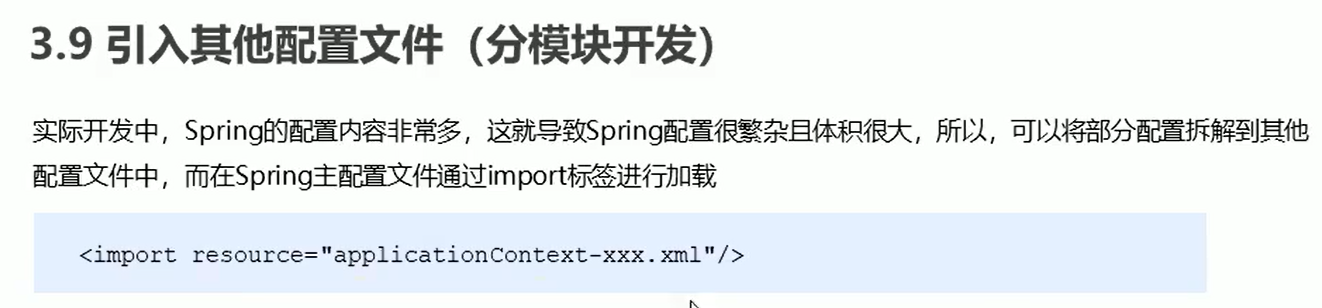 3.9 引入其他配置文件（分模块开发）
实际开发中，Spring的配置内容非常多，这就导致Spring配置很繁杂且体积很大，所以，可以将部分配置拆解到其他
配置文件中，而在Spring主配置文件通过import标签进行加载
<import resource="applicationContext-xxx.xml"/>